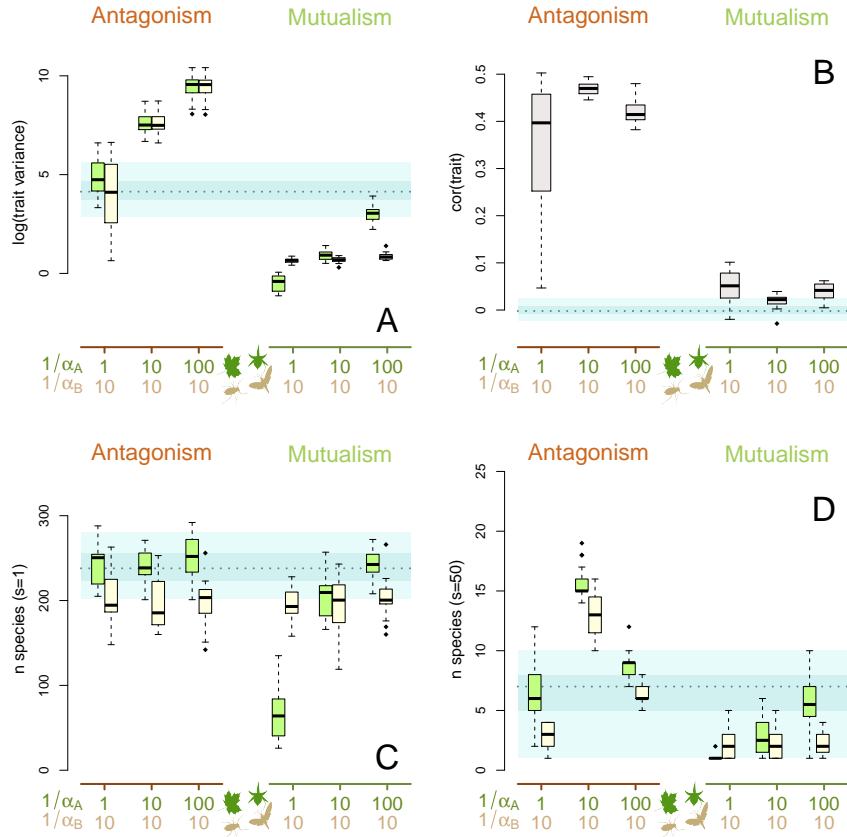 Antagonism Mutualism
10
5
0
log(trait variance)
A
1/αA 1 10 100 1 10 100
1/αB 10 10 10 10 10 10
B
0.5
0.4
0.3
0.2
0.1
0
cor(trait)
1/αA 1 10 100 1 10 100
1/αB 10 10 10 10 10 10
Antagonism Mutualism
300
200
100
0
n species (s=1)
C
1/αA 1 10 100 1 10 100
1/αB 10 10 10 10 10 10
Antagonism Mutualism
25
20
15
10
5
0
n species (s=50)
D
1/αA 1 10 100 1 10 100
1/αB 10 10 10 10 10 10